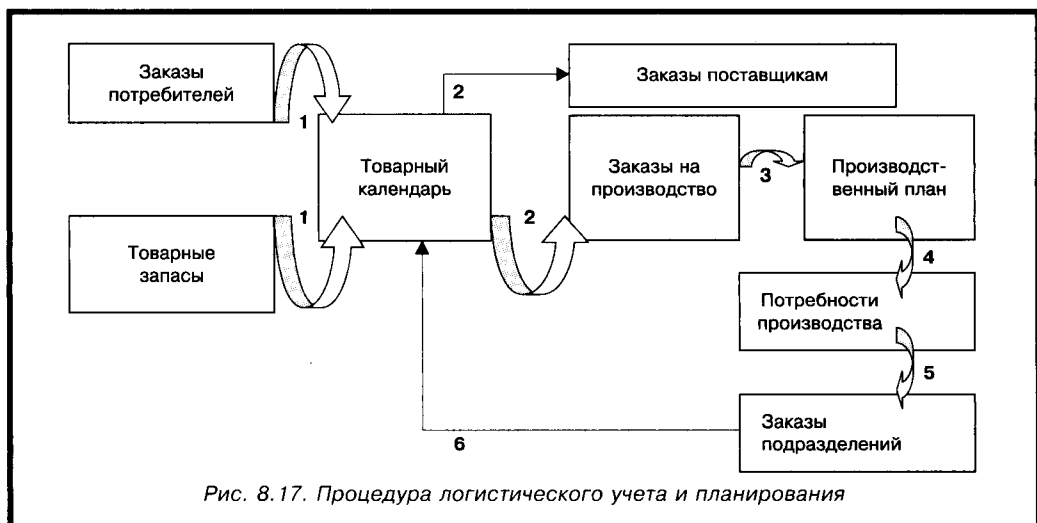 Заказы
потребителей
1
2
Заказы поставщикам
Товарный
календарь
Заказы на
производство
3
Производст-
венный план
Товарные
запасы
1
2
4
Потребности
производства
5
Заказы
подразделений
6
Рис. 8.17. Процедура логистического учета и планирования